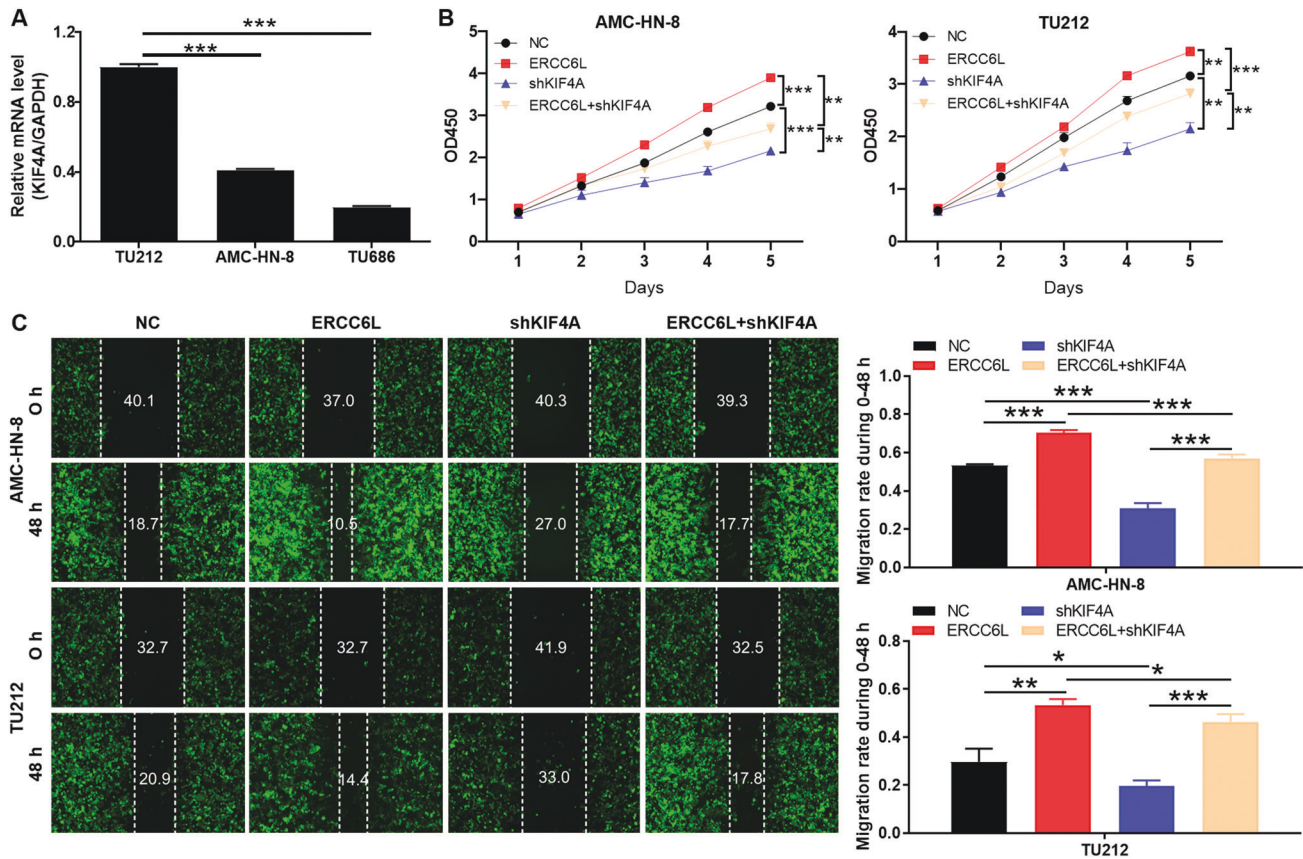 A
Relative mRNA level
(KIF4A/GAPDH)
1.2
1.0
0.8
0.4
0.0
***
***
TU212
AMC-HN-8
TU686
B
AMC-HN-8
NC
ERCC6L
shKIF4A
ERCC6L+shKIF4A
OD450
5
4
3
2
1
0
1
2
3
4
5
Days
***
**
***
**
TU212
NC
ERCC6L
shKIF4A
ERCC6L+shKIF4A
OD450
4
3
2
1
0
1
2
3
4
5
Days
**
***
**
**
C
NC
ERCC6L
shKIF4A
ERCC6L+shKIF4A
AMC-HN-8
O h
40.1
37.0
40.3
39.3
48 h
18.7
10.5
27.0
17.7
TU212
O h
32.7
32.7
41.9
32.5
48 h
20.9
14.4
33.0
17.8
NC
shKIF4A
ERCC6L
ERCC6L+shKIF4A
Migration rate during 0-48 h
1.0
0.8
0.6
0.4
0.2
0.0
***
***
***
***
AMC-HN-8
NC
shKIF4A
ERCC6L
ERCC6L+shKIF4A
Migration rate during 0-48 h
0.8
0.6
0.4
0.2
0.0
*
*
**
***
TU212